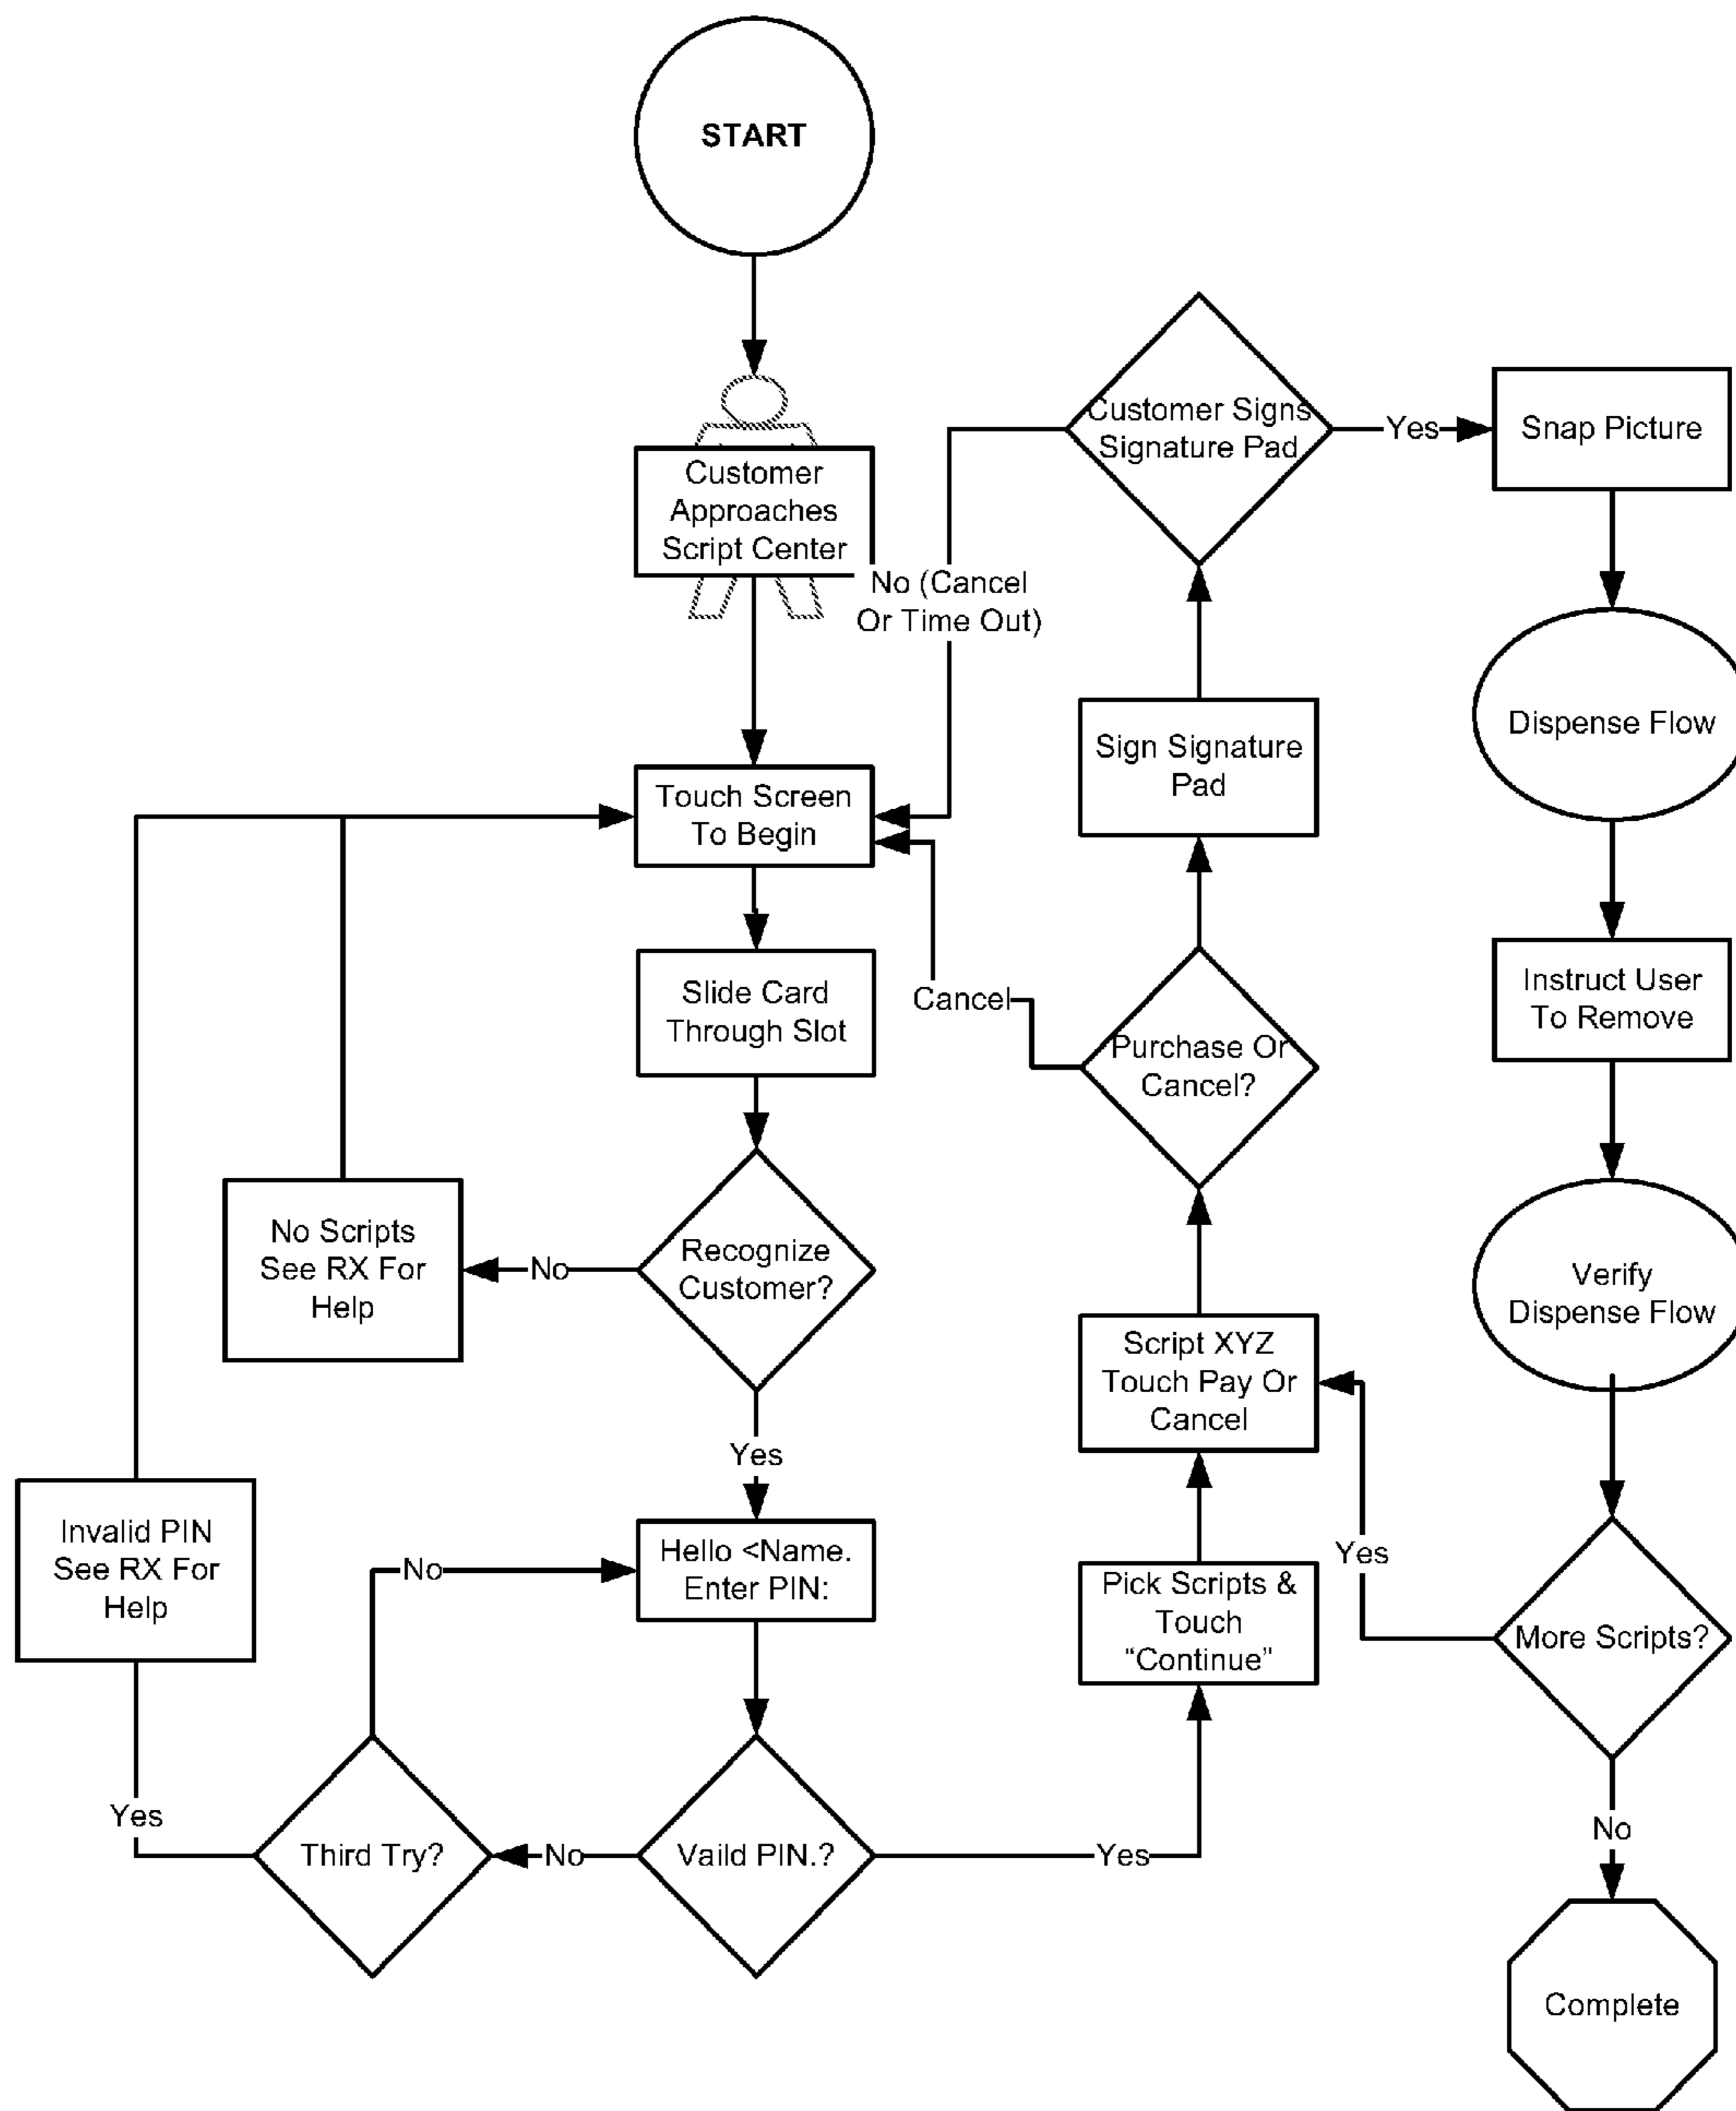 START
Customer
Approaches
Script Center
No (Cancel
Or Time Out)
Touch Screen
To Begin
Slide Card
Through Slot
Recognize
Customer?
No
No Scripts
See RX For
Help
Yes
Hello <Name.
Enter PIN:
Vaild PIN.?
No
Third Try?
No
Yes
Invalid PIN
See RX For
Help
Yes
Pick Scripts &
Touch
“Continue”
Script XYZ
Touch Pay Or
Cancel
Purchase Or
Cancel?
Cancel
Sign Signature
Pad
Customer Signs
Signature Pad
Yes
Snap Picture
Dispense Flow
Instruct User
To Remove
Verify
Dispense Flow
More Scripts?
Yes
No
Complete